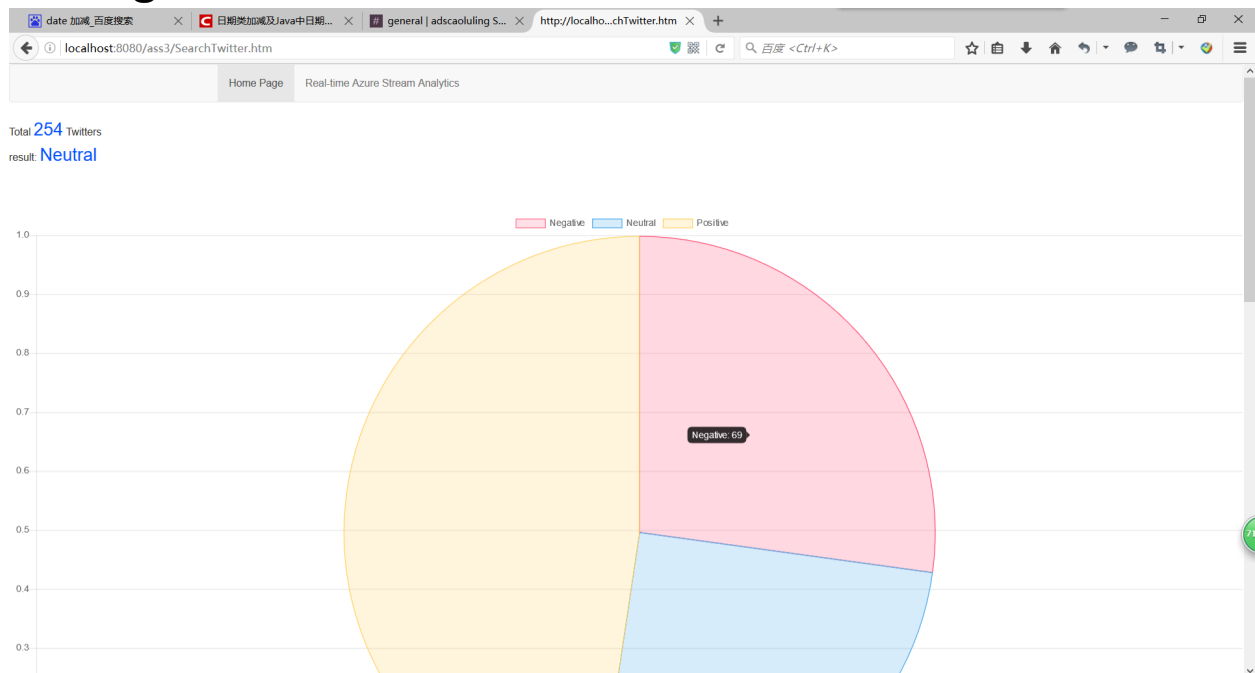 date 加减_百度搜索
日期类加减及Java中日期...
general | adscaoluling S...
http://localho...chTwitter.htm
localhost:8080/ass3/SearchTwitter.htm
百度 <Ctrl+K>
Home Page
Real-time Azure Stream Analytics
Total 254 Twitters
result: Neutral
Negative
Neutral
Positive
1.0
0.9
0.8
0.7
Negative: 69
0.6
0.5
71
0.4
0.3